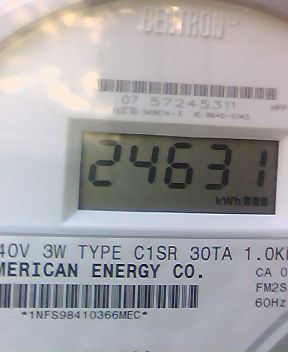 CENTRON®
07 57245311
24631
kWh
40V 3W TYPE C1SR 30TA 1.0K
MERICAN ENERGY CO.
CA 0
FM2S
60Hz
*1NFS98410366MEC*